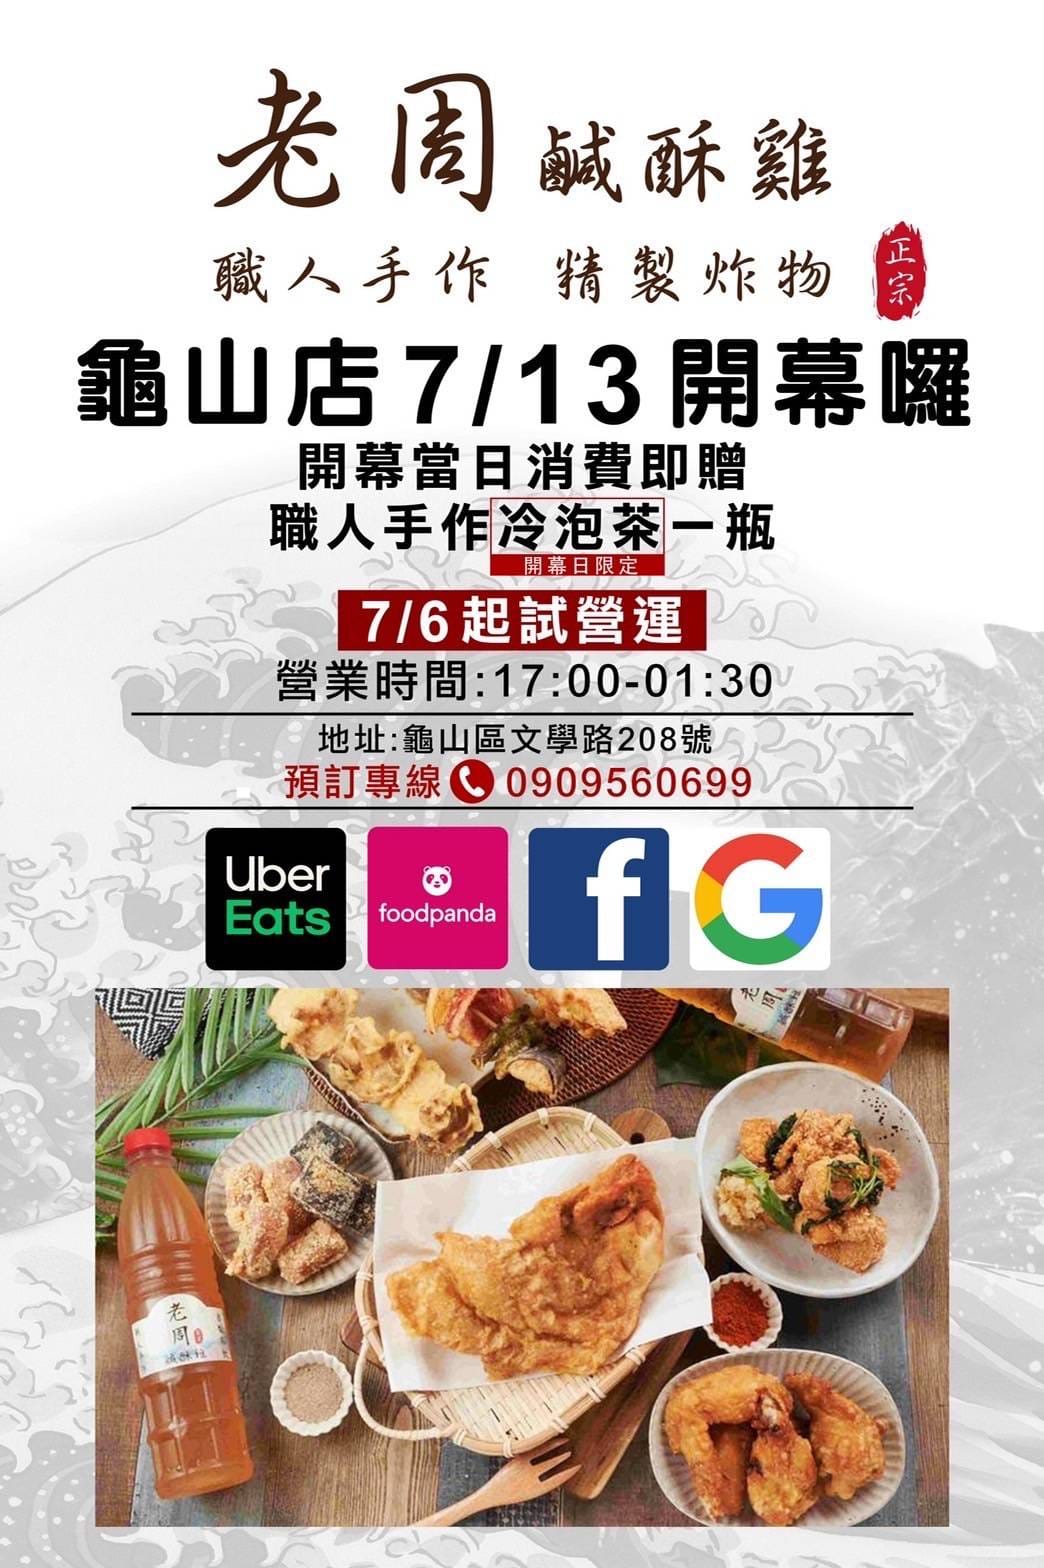 老周鹹酥雞
職人手作 精製炸物
正宗
龜山店7/13開幕囉
開幕當日消費即贈
職人手作冷泡茶一瓶
開幕日限定
7/6起試營運
營業時間:17:00-01:30
地址:龜山區文學路208號
預訂專線 0909560699
Uber
Eats
foodpanda
老周
老周